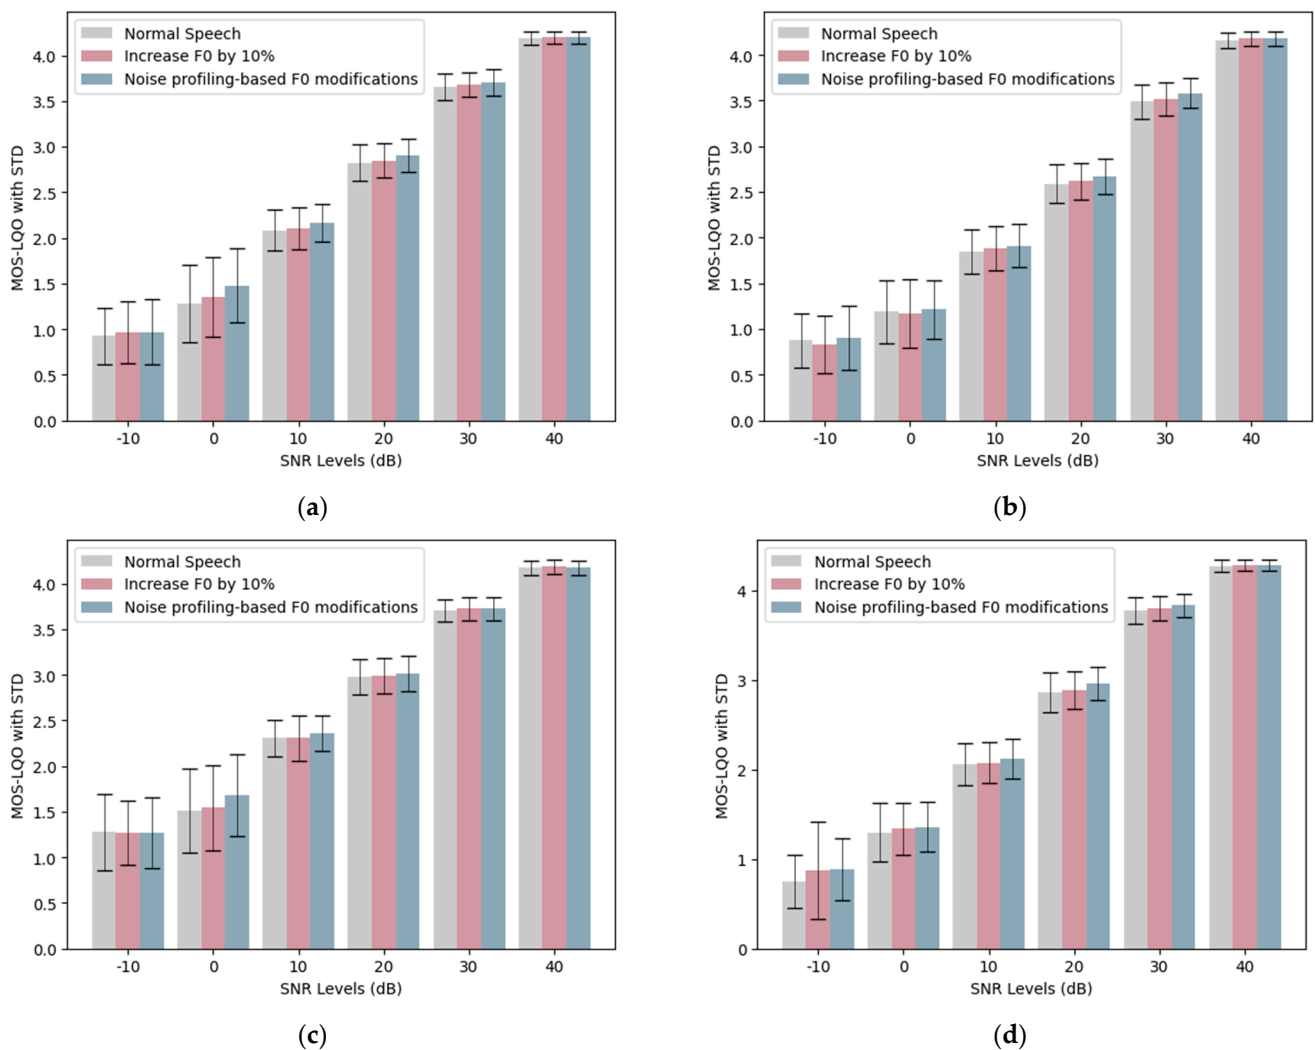 Normal Speech
Increase F0 by 10%
Noise profiling-based F0 modifications
MOS-LQO with STD
4.0
3.5
3.0
2.5
2.0
1.5
1.0
0.5
0.0
-10 0 10 20 30 40
SNR Levels (dB)
(a)
Normal Speech
Increase F0 by 10%
Noise profiling-based F0 modifications
MOS-LQO with STD
4.0
3.5
3.0
2.5
2.0
1.5
1.0
0.5
0.0
-10 0 10 20 30 40
SNR Levels (dB)
(b)
Normal Speech
Increase F0 by 10%
Noise profiling-based F0 modifications
MOS-LQO with STD
4.0
3.5
3.0
2.5
2.0
1.5
1.0
0.5
0.0
-10 0 10 20 30 40
SNR Levels (dB)
(c)
Normal Speech
Increase F0 by 10%
Noise profiling-based F0 modifications
MOS-LQO with STD
4
3
2
1
0
-10 0 10 20 30 40
SNR Levels (dB)
(d)